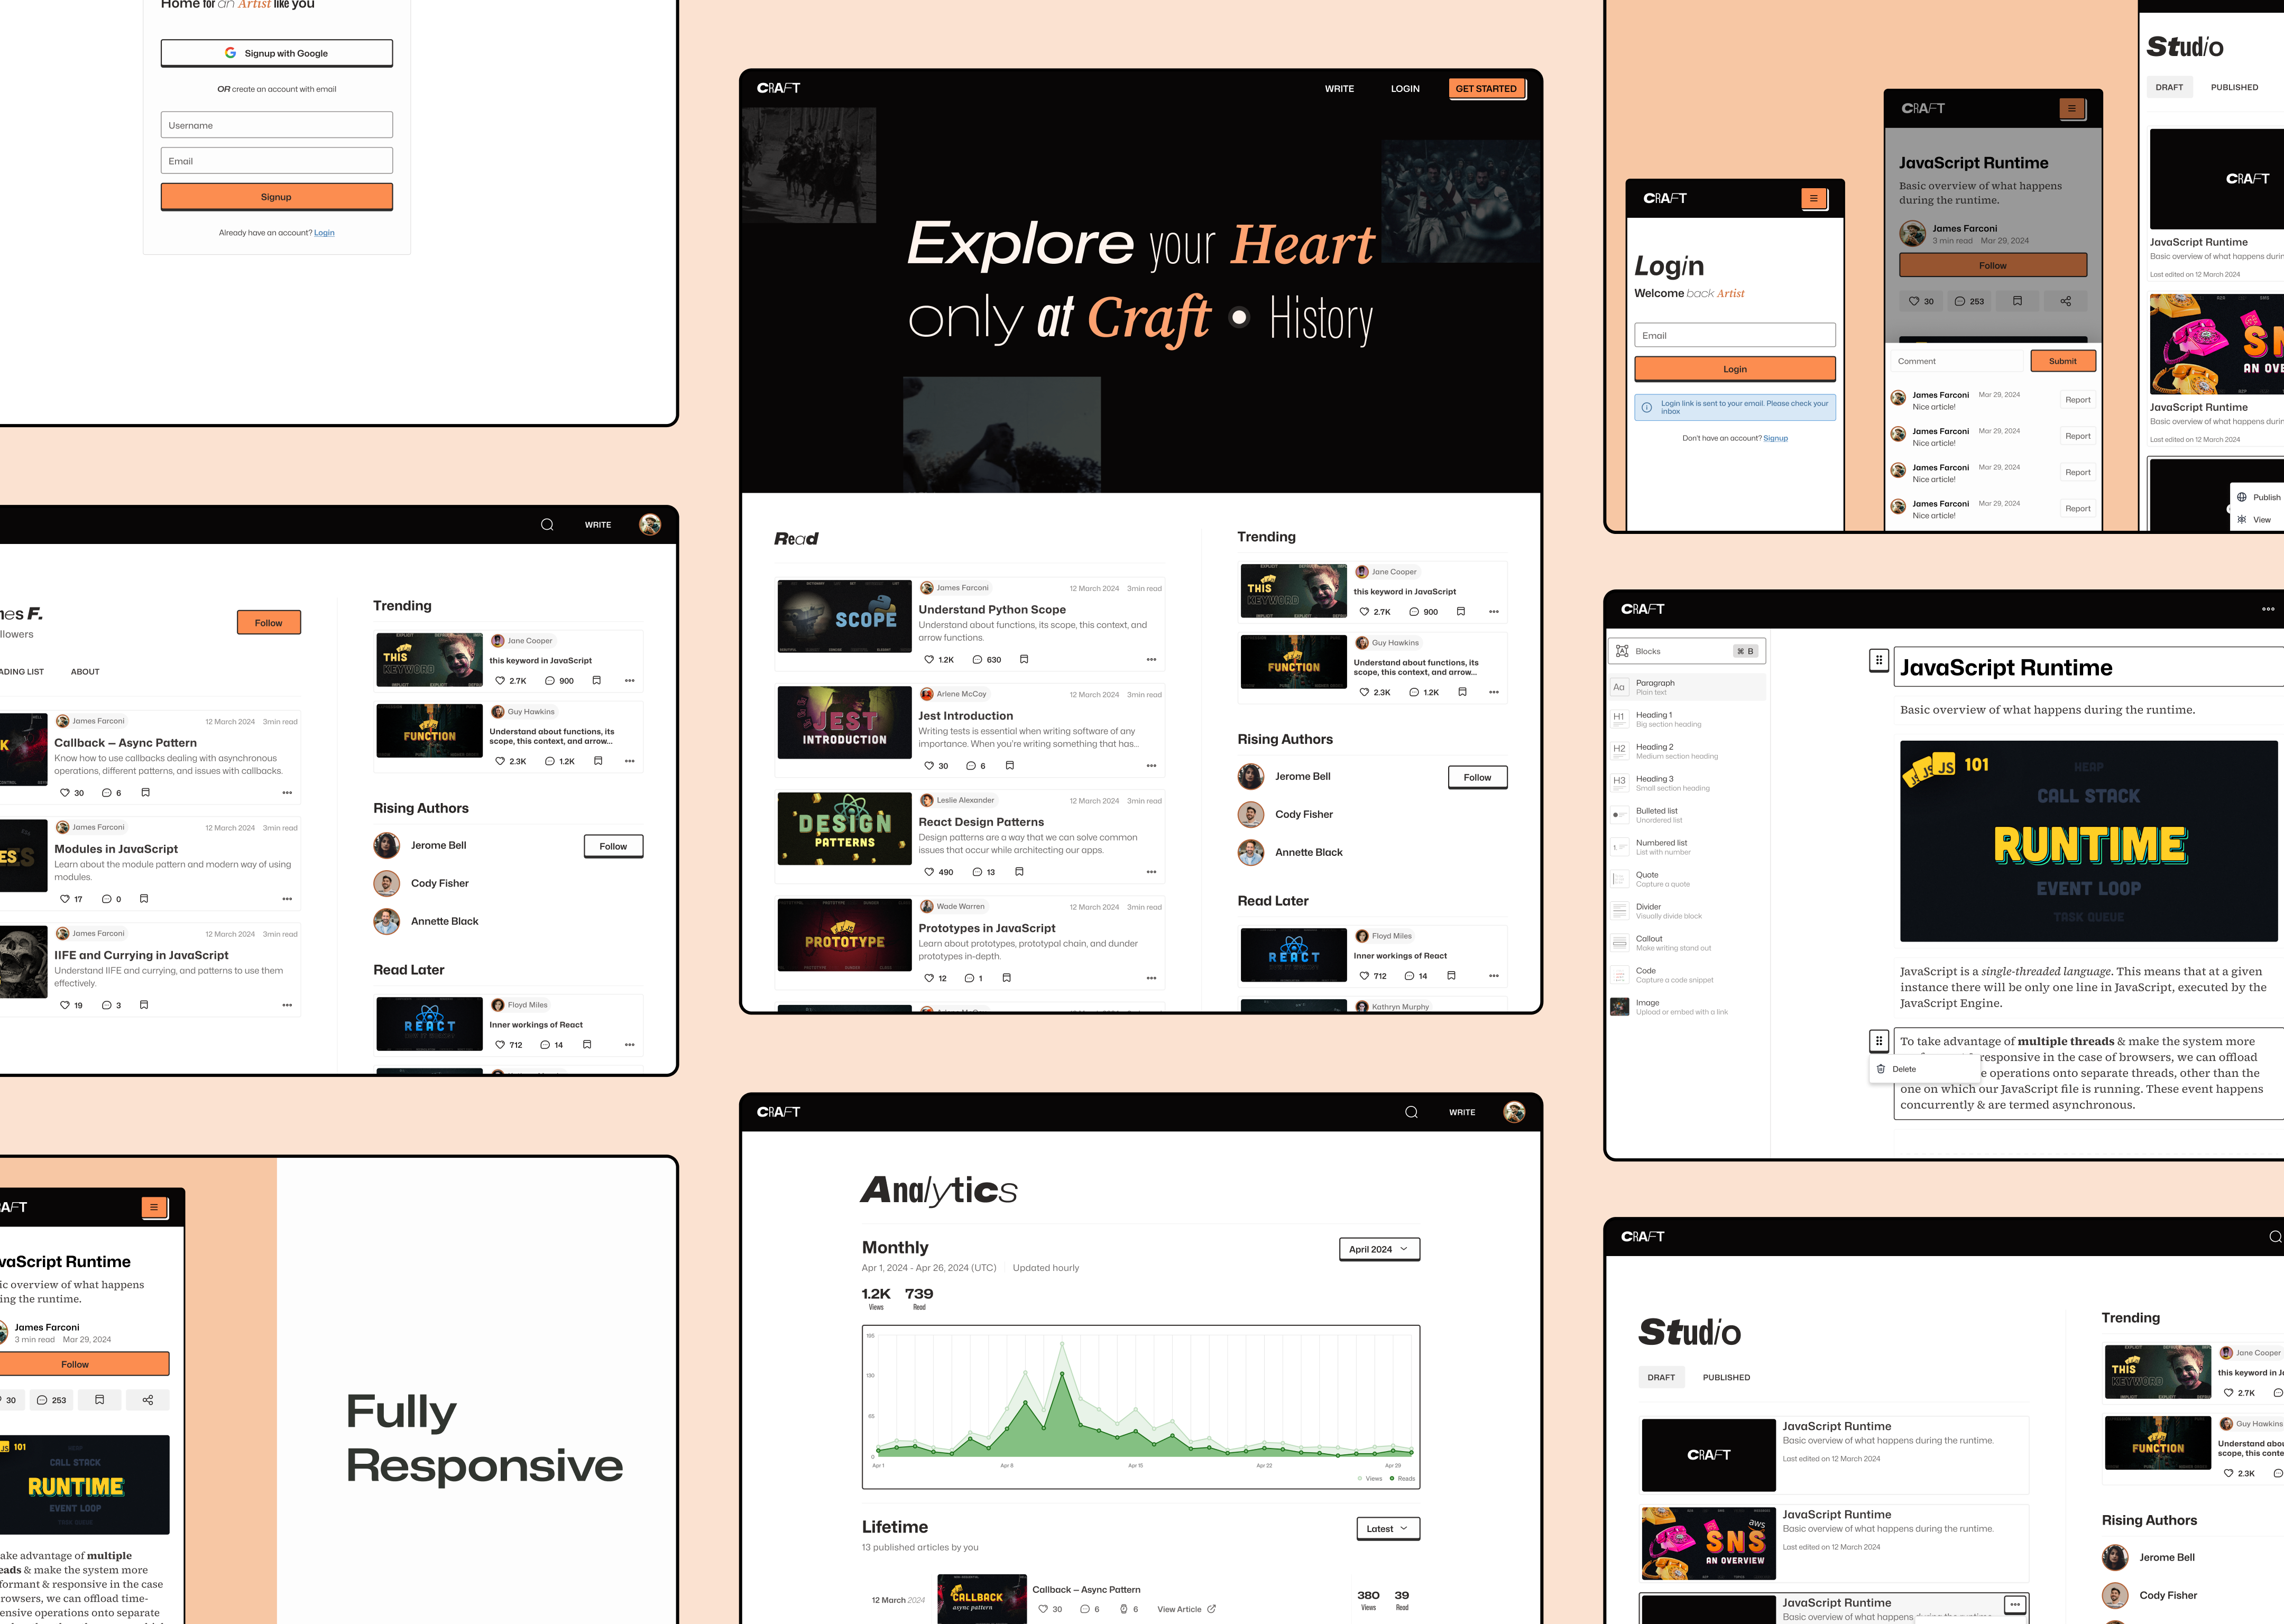 Home for an Artist like you
Signup with Google
OR create an account with email
Username
Email
Signup
Already have an account? Login
WRITE
F.
Follow
ABOUT
James Farconi
12 March 2024 3min read
Callback — Async Pattern
Know how to use callbacks dealing with asynchronous
operations, different patterns, and issues with callbacks.
30 6
James Farconi
12 March 2024 3min read
Modules in JavaScript
Learn about the module pattern and modern way of using
modules.
17 0
James Farconi
12 March 2024 3min read
IIFE and Currying in JavaScript
Understand IIFE and currying, and patterns to use them
effectively.
19 3
Trending
THIS
KEYWORD
Jane Cooper
this keyword in JavaScript
2.7K 900
FUNCTION
Guy Hawkins
Understand about functions, its
scope, this context, and arrow...
2.3K 1.2K
Rising Authors
Jerome Bell
Follow
Cody Fisher
Annette Black
Read Later
REACT
Floyd Miles
Inner workings of React
712 14
JavaScript Runtime
overview of what happens
during the runtime.
James Farconi
3 min read Mar 29, 2024
Follow
30 253
JS 101
HEAP
CALL STACK
RUNTIME
EVENT LOOP
TASK QUEUE
take advantage of multiple
& make the system more
& responsive in the case
browsers, we can offload time-
operations onto separate
Fully
Responsive
CRAFT
WRITE
LOGIN
GET STARTED
Explore your Heart
only at Craft History
Read
SCOPE
James Farconi
12 March 2024 3min read
Understand Python Scope
Understand about functions, its scope, this context, and
arrow functions.
1.2K 630
JEST
INTRODUCTION
Arlene McCoy
12 March 2024 3min read
Jest Introduction
Writing tests is essential when writing software of any
importance. When you're writing something that has...
30 6
DESIGN
PATTERNS
Leslie Alexander
12 March 2024 3min read
React Design Patterns
Design patterns are a way that we can solve common
issues that occur while architecting our apps.
490 13
PROTOTYPE
Wade Warren
12 March 2024 3min read
Prototypes in JavaScript
Learn about prototypes, prototypal chain, and dunder
prototypes in-depth.
12 1
Trending
THIS
KEYWORD
Jane Cooper
this keyword in JavaScript
2.7K 900
FUNCTION
Guy Hawkins
Understand about functions, its
scope, this context, and arrow...
2.3K 1.2K
Rising Authors
Jerome Bell
Follow
Cody Fisher
Annette Black
Read Later
REACT
Floyd Miles
Inner workings of React
712 14
Kathryn Murphy
CRAFT
WRITE
Analytics
Monthly
April 2024
Apr 1, 2024 - Apr 26, 2024 (UTC) Updated hourly
1.2K 739
Views Read
195
130
65
0
Apr 1 Apr 8 Apr 15 Apr 22 Apr 29
Views Reads
Lifetime
Latest
13 published articles by you
12 March 2024
CALLBACK
async pattern
Callback — Async Pattern
30 6 6 View Article
380 39
Views Read
CRAFT
Login
Welcome back Artist
Email
Login
Login link is sent to your email. Please check your
inbox
Don't have an account? Signup
CRAFT
JavaScript Runtime
Basic overview of what happens
during the runtime.
James Farconi
3 min read Mar 29, 2024
Follow
30 253
Comment
Submit
James Farconi Mar 29, 2024
Nice article!
Report
James Farconi Mar 29, 2024
Nice article!
Report
James Farconi Mar 29, 2024
Nice article!
Report
James Farconi Mar 29, 2024
Nice article!
Report
Studio
DRAFT PUBLISHED
CRAFT
JavaScript Runtime
Basic overview of what happens
Last edited on 12 March 2024
JavaScript Runtime
Basic overview of what happens
Last edited on 12 March 2024
Publish
View
CRAFT
Blocks ⌘ B
Aa
Paragraph
Plain text
H1
Heading 1
Big section heading
H2
Heading 2
Medium section heading
H3
Heading 3
Small section heading
Bulleted list
Unordered list
Numbered list
List with number
Quote
Capture a quote
Divider
Visually divide block
Callout
Make writing stand out
Code
Capture a code snippet
Image
Upload or embed with a link
JavaScript Runtime
Basic overview of what happens during the runtime.
JS 101
HEAP
CALL STACK
RUNTIME
EVENT LOOP
TASK QUEUE
JavaScript is a single-threaded language. This means that at a given
instance there will be only one line in JavaScript, executed by the
JavaScript Engine.
To take advantage of multiple threads & make the system more
responsive in the case of browsers, we can offload
Delete
operations onto separate threads, other than the
one on which our JavaScript file is running. These event happens
concurrently & are termed asynchronous.
CRAFT
Studio
DRAFT PUBLISHED
CRAFT
JavaScript Runtime
Basic overview of what happens during the runtime.
Last edited on 12 March 2024
aws
SNS
AN OVERVIEW
JavaScript Runtime
Basic overview of what happens during the runtime.
Last edited on 12 March 2024
JavaScript Runtime
Basic overview of what happens
Trending
THIS
KEYWORD
Jane Cooper
this keyword in
2.7K
FUNCTION
Guy Hawkins
Understand
scope, this
2.3K
Rising Authors
Jerome Bell
Cody Fisher